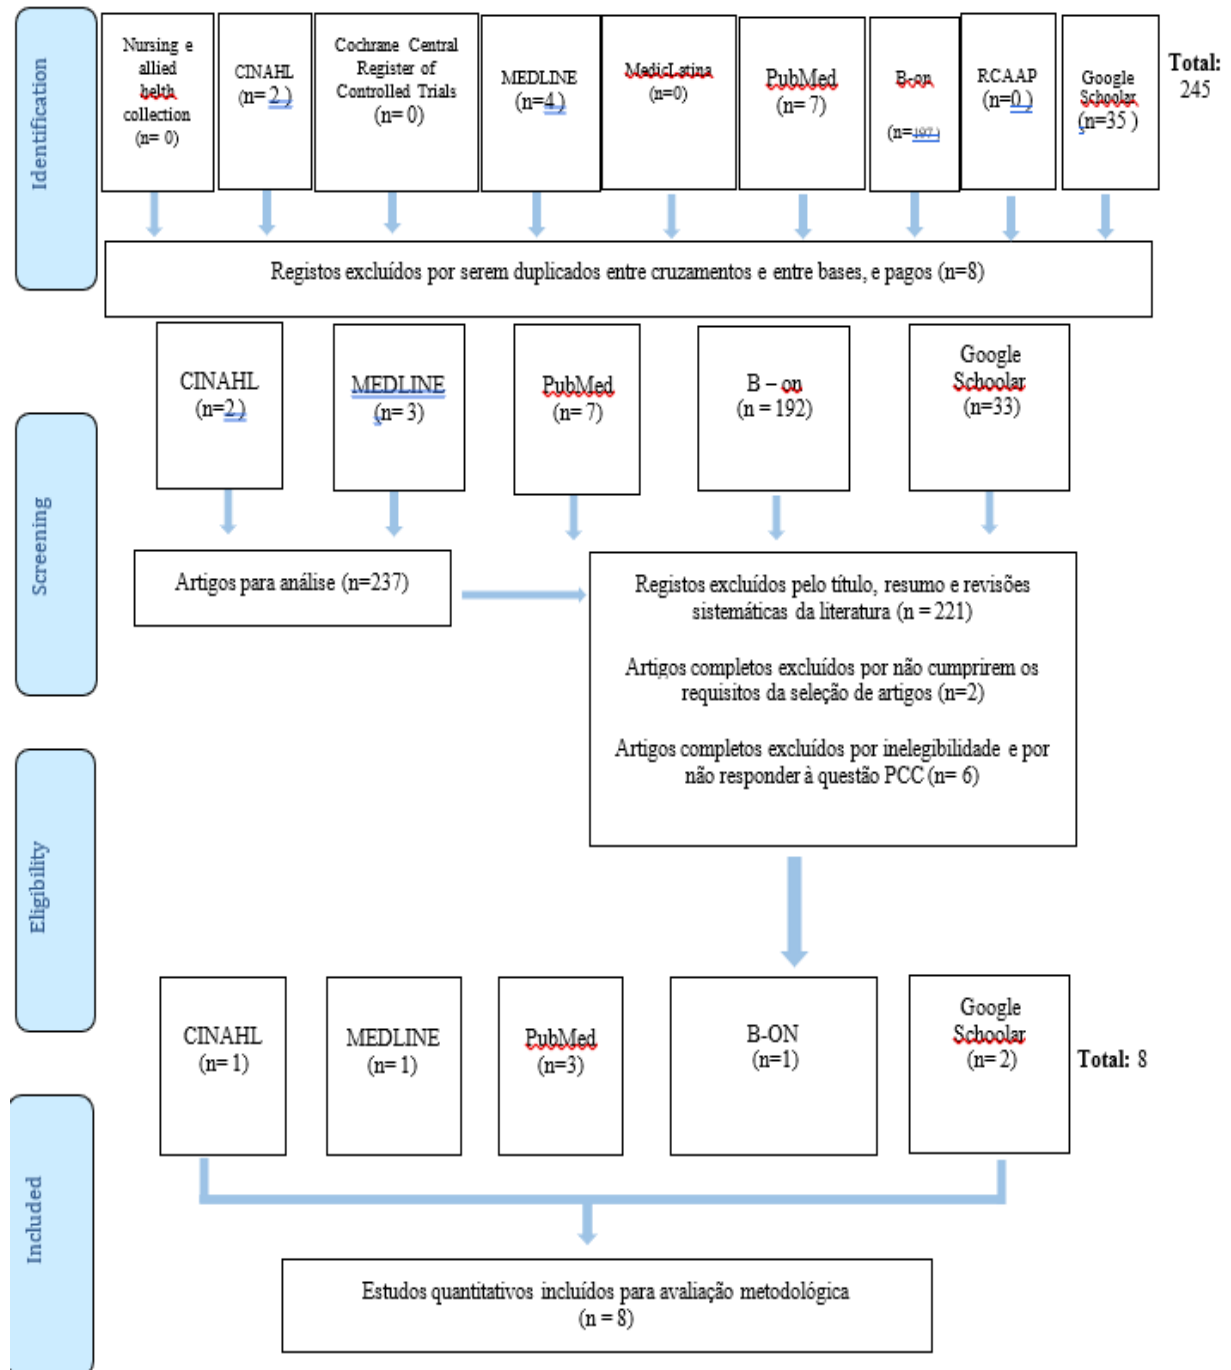 Identification
Nursing e
allied
helth
collection
(n= 0)
CINAHL
(n= 2 )
Cochrane Central
Register of
Controlled Trials
(n= 0)
MEDLINE
(n=4 )
MedicLatina
(n=0)
PubMed
(n= 7)
B-on
(n=197 )
RCAAP
(n=0 )
Google
Schoolar
(n=35 )
Total:
245
Registos excluídos por serem duplicados entre cruzamentos e entre bases, e pagos (n=8)
Screening
CINAHL
(n=2 )
MEDLINE
(n= 3)
PubMed
(n= 7)
B – on
(n = 192)
Google
Schoolar
(n=33)
Artigos para análise (n=237)
Registos excluídos pelo título, resumo e revisões
sistemáticas da literatura (n = 221)
Artigos completos excluídos por não cumprirem os
requisitos da seleção de artigos (n=2)
Artigos completos excluídos por inelegibilidade e por
não responder à questão PCC (n= 6)
Eligibility
CINAHL
(n= 1)
MEDLINE
(n= 1)
PubMed
(n=3)
B-ON
(n=1)
Google
Schoolar
(n= 2)
Total: 8
Included
Estudos quantitativos incluídos para avaliação metodológica
(n = 8)